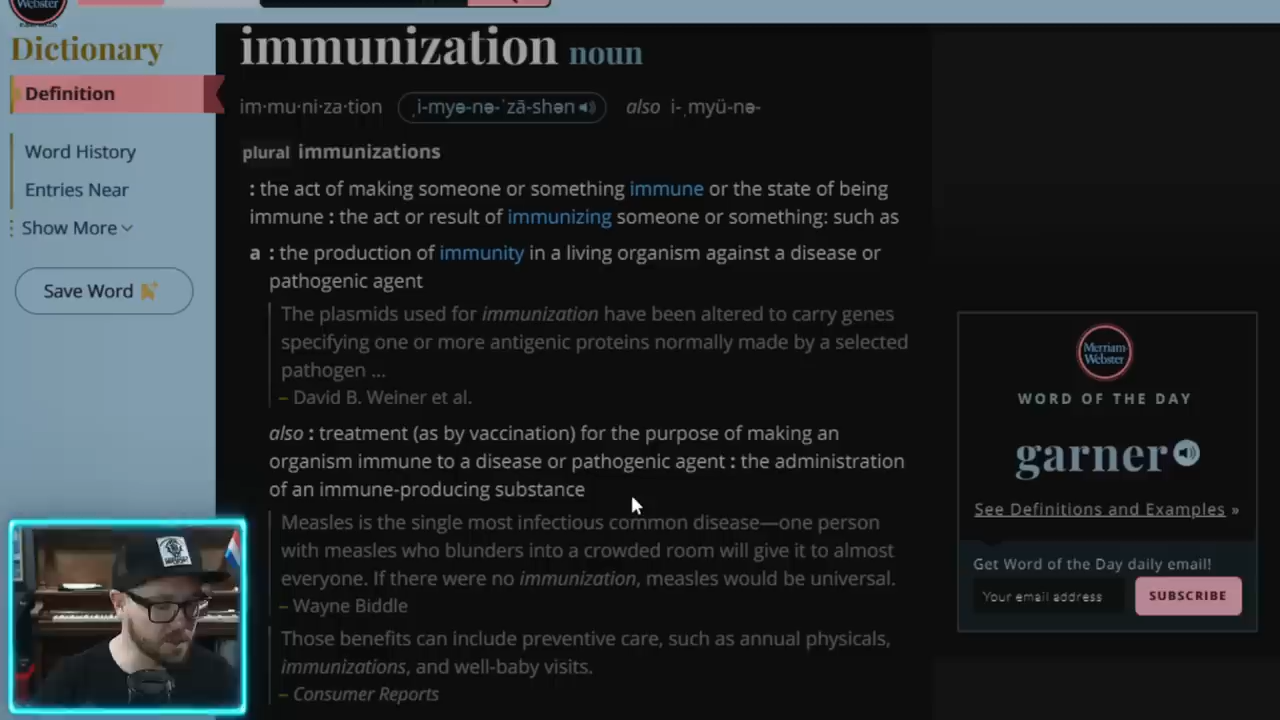 Webster
Dictionary
Definition
Word History
Entries Near
Show More
Save Word
immunization noun
im·mu·ni·za·tion ˌi-myə-nə-ˈzā-shən also i-ˌmyü-nə-
plural immunizations
: the act of making someone or something immune or the state of being
immune : the act or result of immunizing someone or something: such as
a : the production of immunity in a living organism against a disease or
pathogenic agent
The plasmids used for immunization have been altered to carry genes
specifying one or more antigenic proteins normally made by a selected
pathogen ...
– David B. Weiner et al.
also : treatment (as by vaccination) for the purpose of making an
organism immune to a disease or pathogenic agent : the administration
of an immune-producing substance
Measles is the single most infectious common disease—one person
with measles who blunders into a crowded room will give it to almost
everyone. If there were no immunization, measles would be universal.
– Wayne Biddle
Those benefits can include preventive care, such as annual physicals,
immunizations, and well-baby visits.
– Consumer Reports
Merriam-
Webster
WORD OF THE DAY
garner
See Definitions and Examples »
Get Word of the Day daily email!
Your email address
SUBSCRIBE